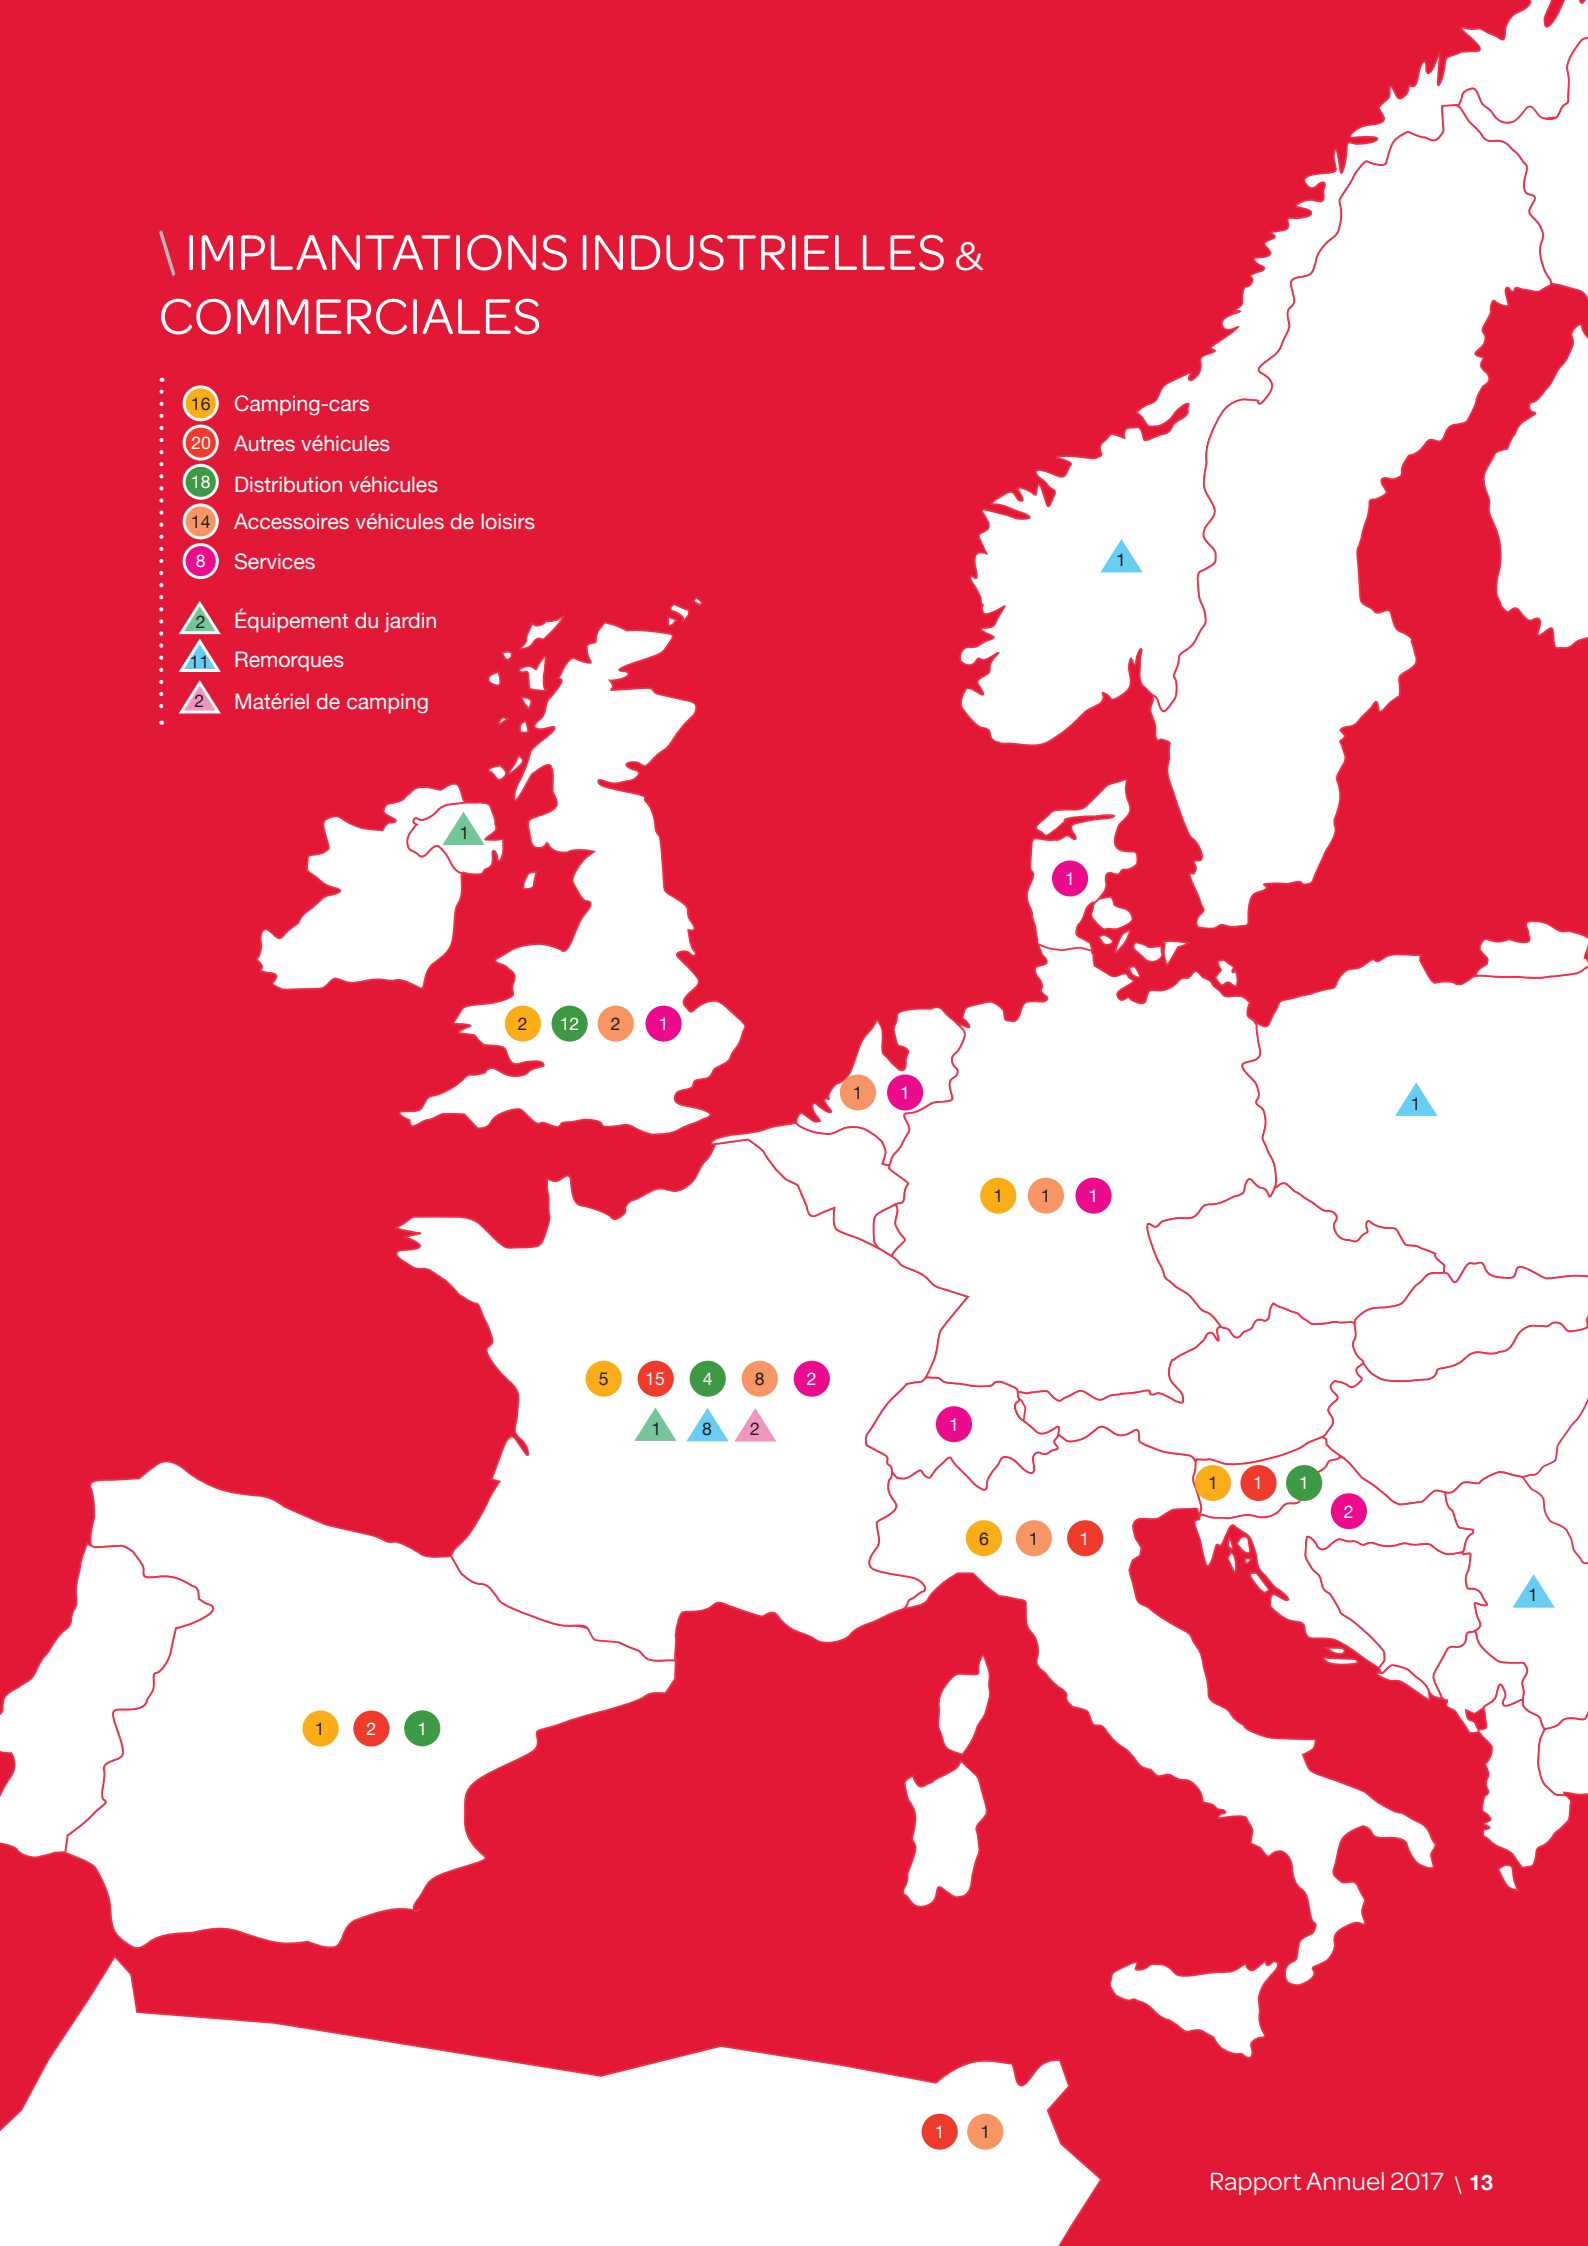 \ IMPLANTATIONS INDUSTRIELLES &
COMMERCIALES
16 Camping-cars
20 Autres véhicules
18 Distribution véhicules
14 Accessoires véhicules de loisirs
8 Services
2 Équipement du jardin
11 Remorques
2 Matériel de camping
1
1
1
2 12 2 1
1 1
1
1 1 1
5 15 4 8 2
1 8 2
1
1 1 1
2
6 1 1
1
1 2 1
1 1
Rapport Annuel 2017 \ 13